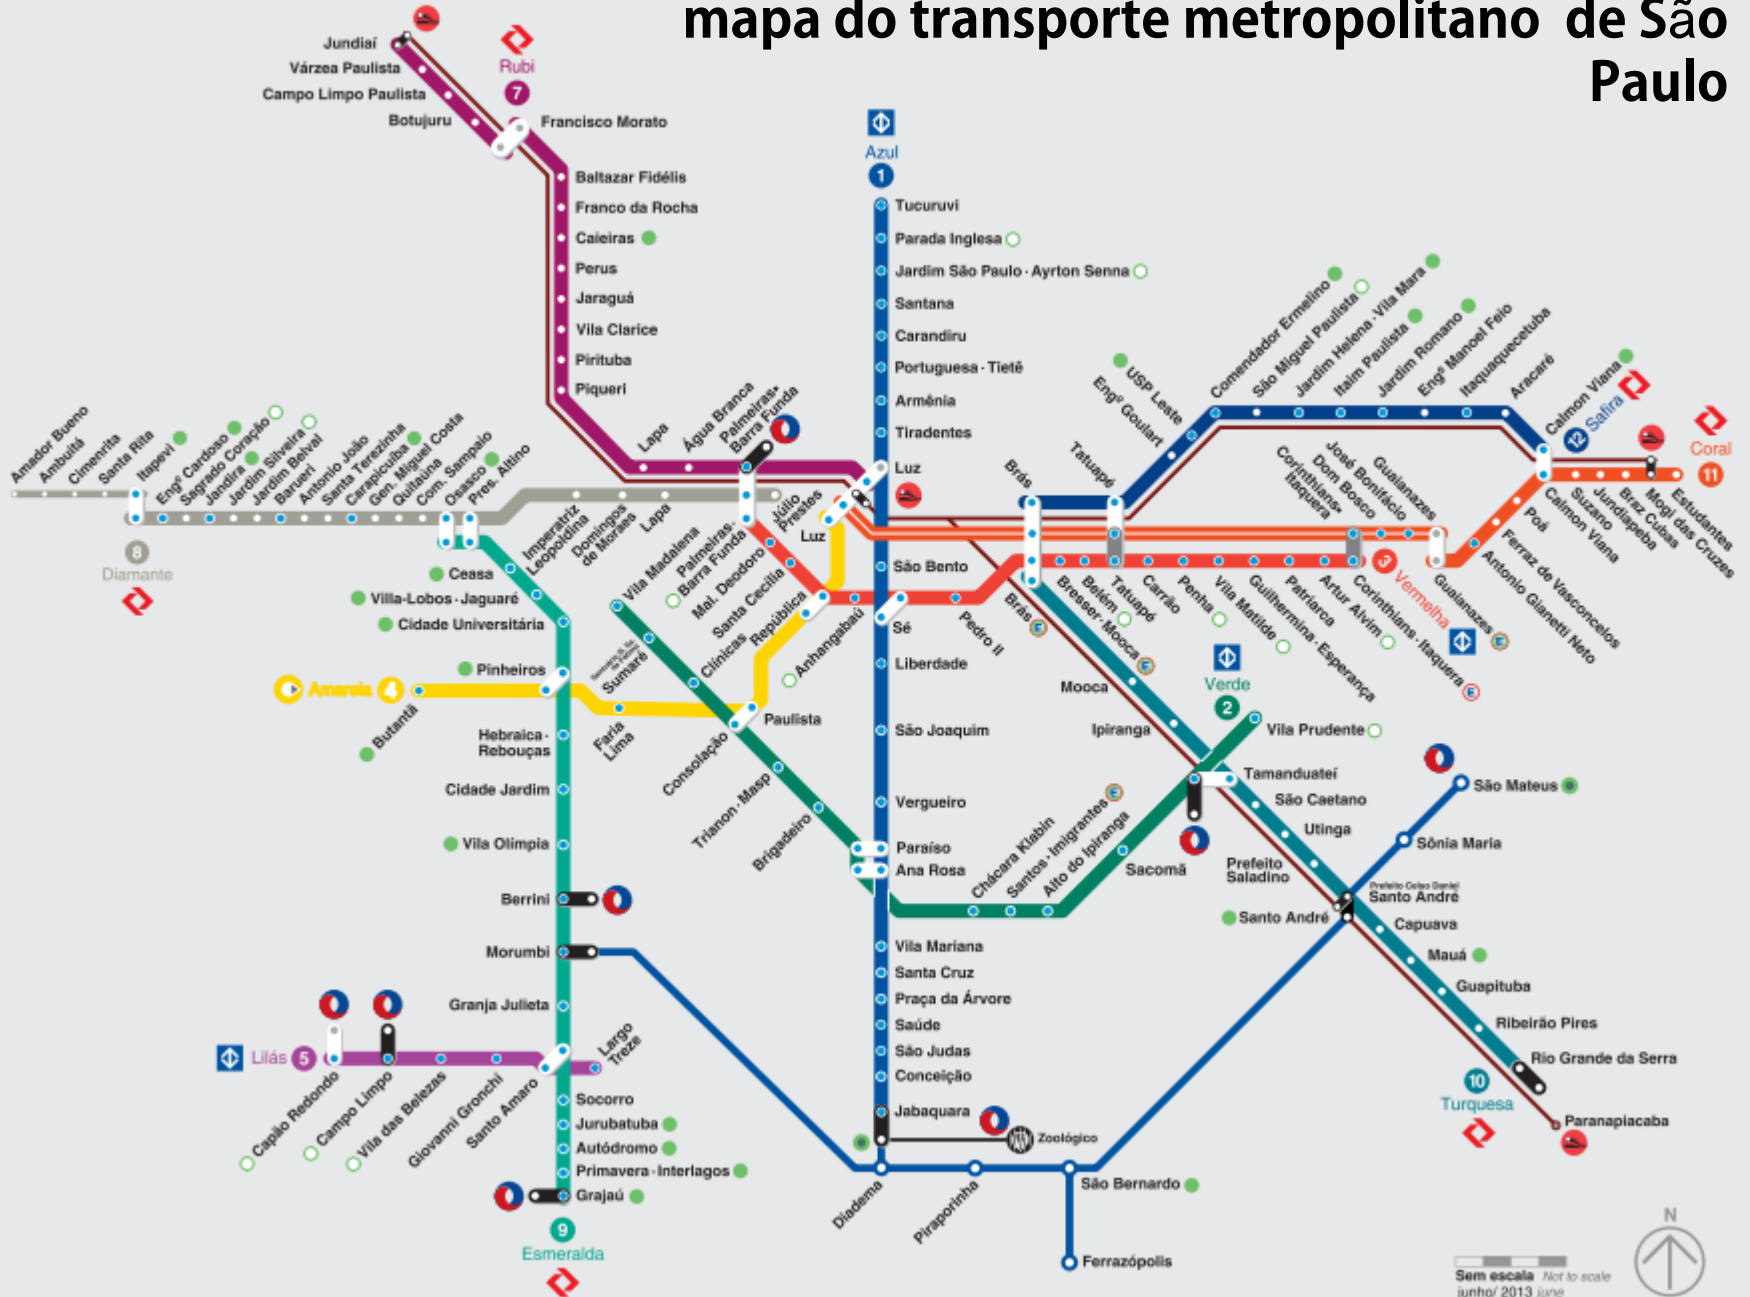 mapa do transporte metropolitano de São
Paulo
Jundiaí
Várzea Paulista
Campo Limpo Paulista
Botujuru
Rubi
7
Francisco Morato
Baltazar Fidélis
Franco da Rocha
Caieiras
Perus
Jaraguá
Vila Clarice
Pirituba
Piqueri
Lapa
Água Branca
Palmeiras-
Barra Funda
Azul
1
Tucuruvi
Parada Inglesa
Jardim São Paulo · Ayrton Senna
Santana
Carandiru
Portuguesa · Tietê
Armênia
Tiradentes
Luz
São Bento
Sé
Liberdade
São Joaquim
Vergueiro
Paraíso
Ana Rosa
Vila Mariana
Santa Cruz
Praça da Árvore
Saúde
São Judas
Conceição
Jabaquara
Zoológico
Amador Bueno
Ambuitá
Cimenrita
Santa Rita
Itapevi
Engº Cardoso
Sagrado Coração
Jandira
Jardim Silveira
Jardim Belval
Barueri
Antonio João
Santa Terezinha
Carapicuíba
Gen. Miguel Costa
Quitaúna
Com. Sampaio
Osasco
Pres. Altino
Imperatriz
Leopoldina
Domingos
de Moraes
Lapa
Júlio
Prestes
Luz
8
Diamante
Ceasa
Villa-Lobos · Jaguaré
Cidade Universitária
Pinheiros
Hebraica ·
Rebouças
Cidade Jardim
Vila Olímpia
Berrini
Morumbi
Granja Julieta
Socorro
Jurubatuba
Autódromo
Primavera · Interlagos
Grajaú
9
Esmeralda
Amarela 4
Butantã
Faria
Lima
Paulista
Vila Madalena
Sumaré
Clínicas
Consolação
Trianon · Masp
Brigadeiro
Chácara Klabin
Santos · Imigrantes
Alto do Ipiranga
Sacomã
Tamanduateí
Vila Prudente
Verde
2
Palmeiras-
Barra Funda
Mal. Deodoro
Santa Cecília
República
Anhangabaú
Pedro II
Brás
Bresser · Mooca
Belém
Tatuapé
Carrão
Penha
Vila Matilde
Guilhermina · Esperança
Patriarca
Artur Alvim
Corinthians · Itaquera
3
Vermelha
Brás
Tatuapé
Engº Goulart
USP Leste
Comendador Ermelino
São Miguel Paulista
Jardim Helena · Vila Mara
Itaim Paulista
Jardim Romano
Engº Manoel Feio
Itaquaquecetuba
Aracaré
Calmon Viana
12 Safira
Corinthians-
Itaquera
Dom Bosco
José Bonifácio
Guaianazes
Guaianazes
Antonio Gianetti Neto
Ferraz de Vasconcelos
Poá
Calmon Viana
Suzano
Jundiapeba
Braz Cubas
Mogi das Cruzes
Estudantes
Coral
11
Mooca
Ipiranga
São Caetano
Utinga
Prefeito
Saladino
Prefeito Celso Daniel
Santo André
Santo André
Capuava
Mauá
Guapituba
Ribeirão Pires
Rio Grande da Serra
Paranapiacaba
10
Turquesa
São Mateus
Sônia Maria
Lilás 5
Capão Redondo
Campo Limpo
Vila das Belezas
Giovanni Gronchi
Santo Amaro
Largo
Treze
Diadema
Piraporinha
São Bernardo
Ferrazópolis
N
Sem escala Not to scale
junho/ 2013 june